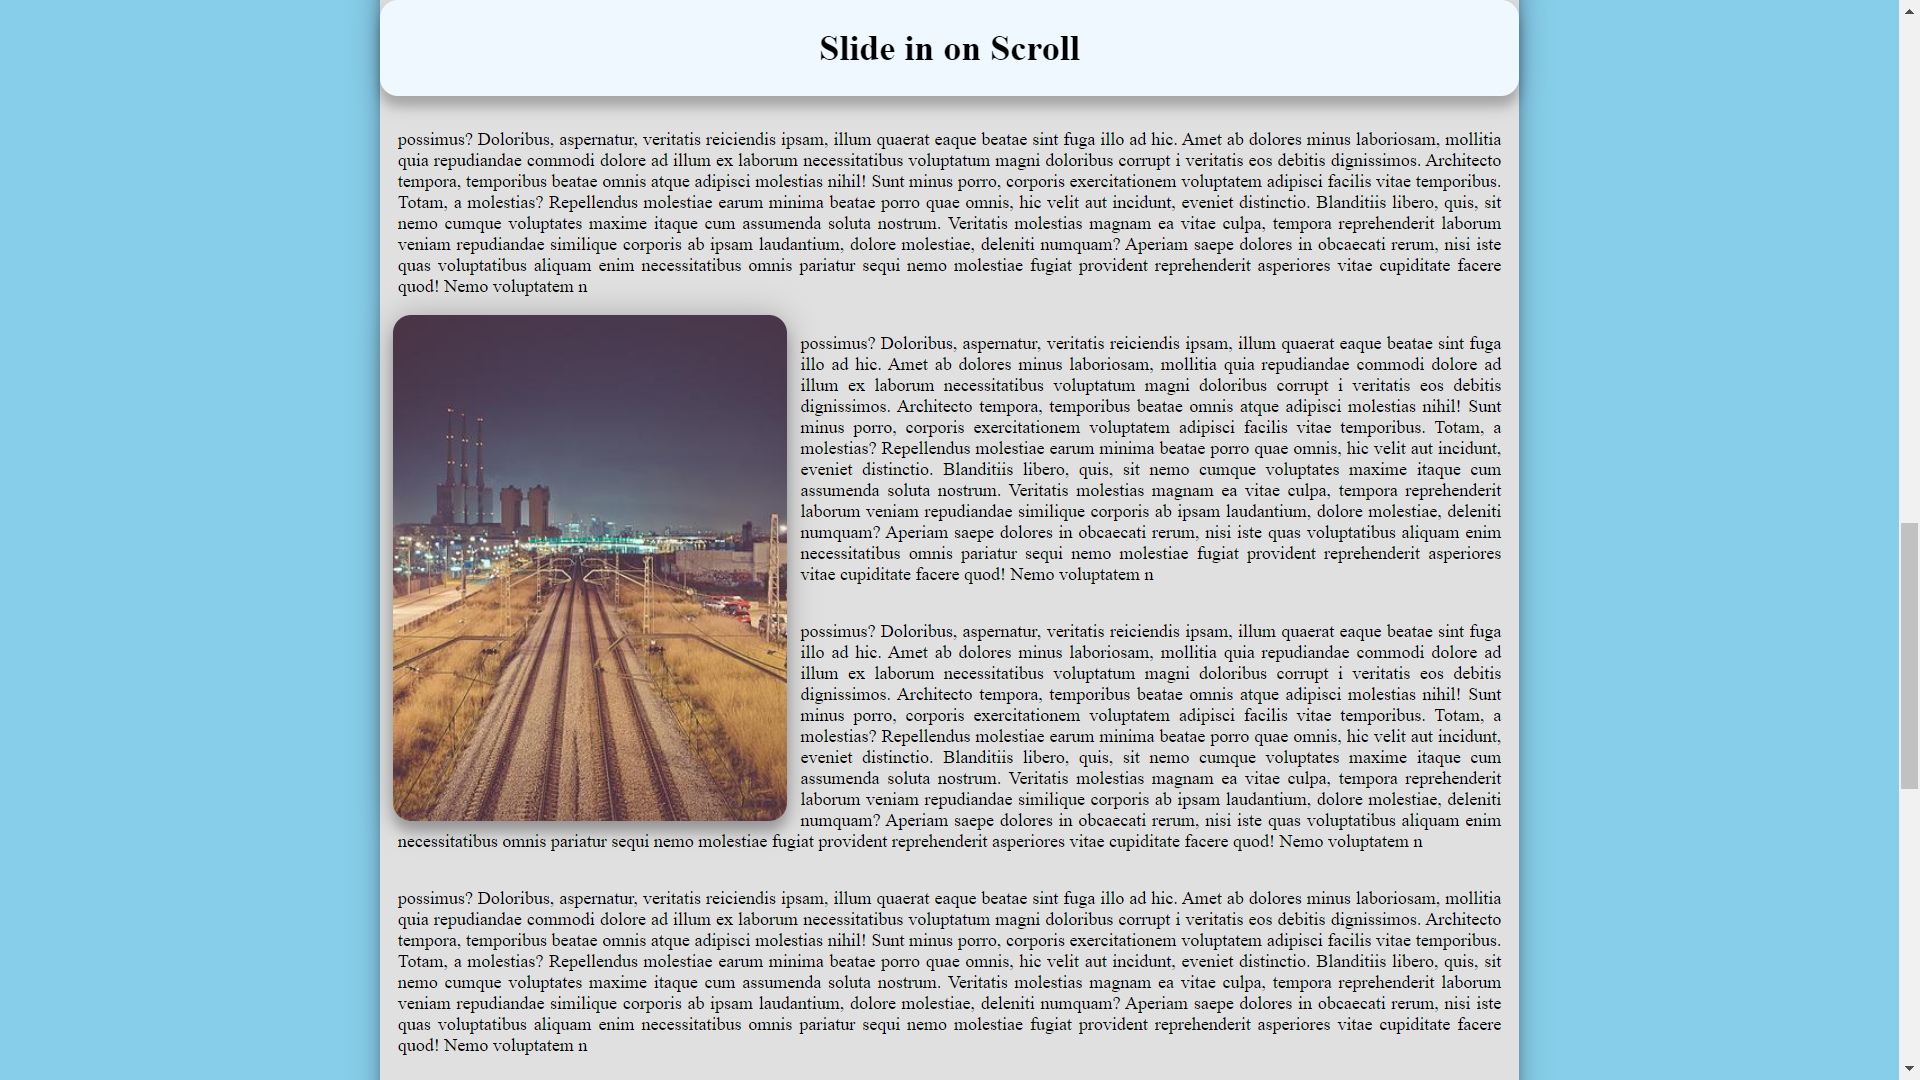 Slide in on Scroll
possimus? Doloribus, aspernatur, veritatis reiciendis ipsam, illum quaerat eaque beatae sint fuga illo ad hic. Amet ab dolores minus laboriosam, mollitia
quia repudiandae commodi dolore ad illum ex laborum necessitatibus voluptatum magni doloribus corrupt i veritatis eos debitis dignissimos. Architecto
tempora, temporibus beatae omnis atque adipisci molestias nihil! Sunt minus porro, corporis exercitationem voluptatem adipisci facilis vitae temporibus.
Totam, a molestias? Repellendus molestiae earum minima beatae porro quae omnis, hic velit aut incidunt, eveniet distinctio. Blanditiis libero, quis, sit
nemo cumque voluptates maxime itaque cum assumenda soluta nostrum. Veritatis molestias magnam ea vitae culpa, tempora reprehenderit laborum
veniam repudiandae similique corporis ab ipsam laudantium, dolore molestiae, deleniti numquam? Aperiam saepe dolores in obcaecati rerum, nisi iste
quas voluptatibus aliquam enim necessitatibus omnis pariatur sequi nemo molestiae fugiat provident reprehenderit asperiores vitae cupiditate facere
quod! Nemo voluptatem n
possimus? Doloribus, aspernatur, veritatis reiciendis ipsam, illum quaerat eaque beatae sint fuga
illo ad hic. Amet ab dolores minus laboriosam, mollitia quia repudiandae commodi dolore ad
illum ex laborum necessitatibus voluptatum magni doloribus corrupt i veritatis eos debitis
dignissimos. Architecto tempora, temporibus beatae omnis atque adipisci molestias nihil! Sunt
minus porro, corporis exercitationem voluptatem adipisci facilis vitae temporibus. Totam, a
molestias? Repellendus molestiae earum minima beatae porro quae omnis, hic velit aut incidunt,
eveniet distinctio. Blanditiis libero, quis, sit nemo cumque voluptates maxime itaque cum
assumenda soluta nostrum. Veritatis molestias magnam ea vitae culpa, tempora reprehenderit
laborum veniam repudiandae similique corporis ab ipsam laudantium, dolore molestiae, deleniti
numquam? Aperiam saepe dolores in obcaecati rerum, nisi iste quas voluptatibus aliquam enim
necessitatibus omnis pariatur sequi nemo molestiae fugiat provident reprehenderit asperiores
vitae cupiditate facere quod! Nemo voluptatem n
possimus? Doloribus, aspernatur, veritatis reiciendis ipsam, illum quaerat eaque beatae sint fuga
illo ad hic. Amet ab dolores minus laboriosam, mollitia quia repudiandae commodi dolore ad
illum ex laborum necessitatibus voluptatum magni doloribus corrupt i veritatis eos debitis
dignissimos. Architecto tempora, temporibus beatae omnis atque adipisci molestias nihil! Sunt
minus porro, corporis exercitationem voluptatem adipisci facilis vitae temporibus. Totam, a
molestias? Repellendus molestiae earum minima beatae porro quae omnis, hic velit aut incidunt,
eveniet distinctio. Blanditiis libero, quis, sit nemo cumque voluptates maxime itaque cum
assumenda soluta nostrum. Veritatis molestias magnam ea vitae culpa, tempora reprehenderit
laborum veniam repudiandae similique corporis ab ipsam laudantium, dolore molestiae, deleniti
numquam? Aperiam saepe dolores in obcaecati rerum, nisi iste quas voluptatibus aliquam enim
necessitatibus omnis pariatur sequi nemo molestiae fugiat provident reprehenderit asperiores vitae cupiditate facere quod! Nemo voluptatem n
possimus? Doloribus, aspernatur, veritatis reiciendis ipsam, illum quaerat eaque beatae sint fuga illo ad hic. Amet ab dolores minus laboriosam, mollitia
quia repudiandae commodi dolore ad illum ex laborum necessitatibus voluptatum magni doloribus corrupt i veritatis eos debitis dignissimos. Architecto
tempora, temporibus beatae omnis atque adipisci molestias nihil! Sunt minus porro, corporis exercitationem voluptatem adipisci facilis vitae temporibus.
Totam, a molestias? Repellendus molestiae earum minima beatae porro quae omnis, hic velit aut incidunt, eveniet distinctio. Blanditiis libero, quis, sit
nemo cumque voluptates maxime itaque cum assumenda soluta nostrum. Veritatis molestias magnam ea vitae culpa, tempora reprehenderit laborum
veniam repudiandae similique corporis ab ipsam laudantium, dolore molestiae, deleniti numquam? Aperiam saepe dolores in obcaecati rerum, nisi iste
quas voluptatibus aliquam enim necessitatibus omnis pariatur sequi nemo molestiae fugiat provident reprehenderit asperiores vitae cupiditate facere
quod! Nemo voluptatem n